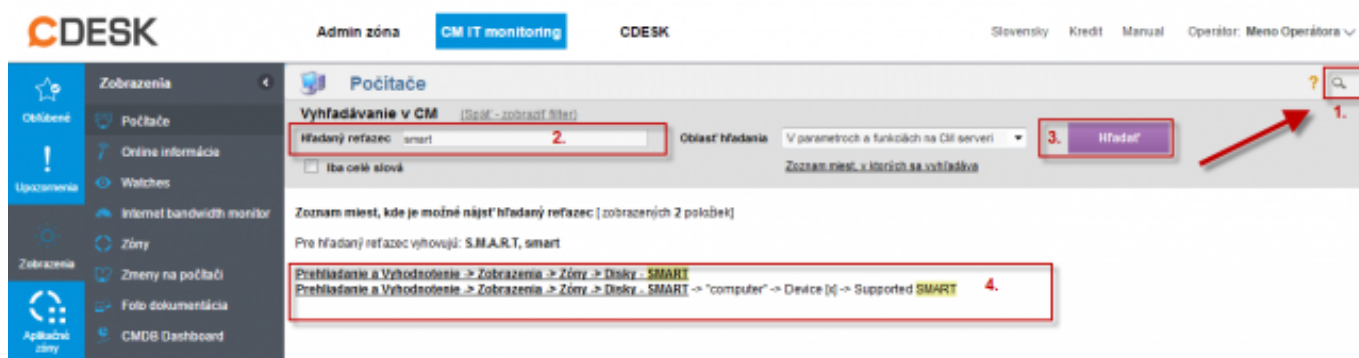 CDESK
Admin zóna CM IT monitoring CDESK Slovensky Kredit Manual Operátor: Meno Operátora
Obľúbené
Upozornenia
Zobrazenia
Aplikačné zóny
Zobrazenia
Počítače
Online informácie
Watches
Internet bandwidth monitor
Zóny
Zmeny na počítači
Foto dokumentácia
CMDB Dashboard
Počítače ?
1.
Vyhľadávanie v CM (Späť - zobraziť filter)
Hľadaný reťazec smart 2. Oblasť hľadania V parametroch a funkciách na CM serveri 3. Hľadať
Iba celé slová Zoznam miest, v ktorých sa vyhľadáva
Zoznam miest, kde je možné nájsť hľadaný reťazec [zobrazených 2 položiek]
Pre hľadaný reťazec vyhovujú: S.M.A.R.T, smart
Prehliadanie a Vyhodnotenie -> Zobrazenia -> Zóny -> Disky - SMART
Prehliadanie a Vyhodnotenie -> Zobrazenia -> Zóny -> Disky - SMART -> "computer" -> Device [x] -> Supported SMART 4.